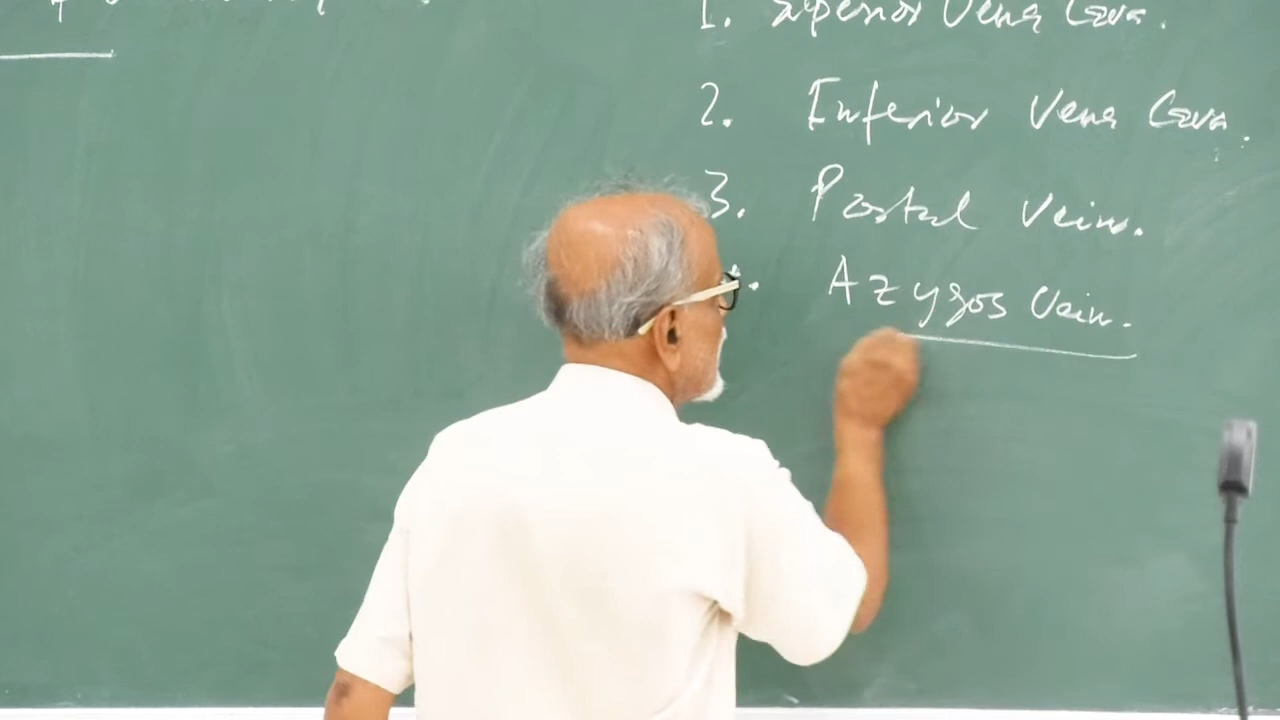 1. Superior Vena Cava.
2. Inferior Vena Cava.
3. Portal Vein.
. Azygos Vein.